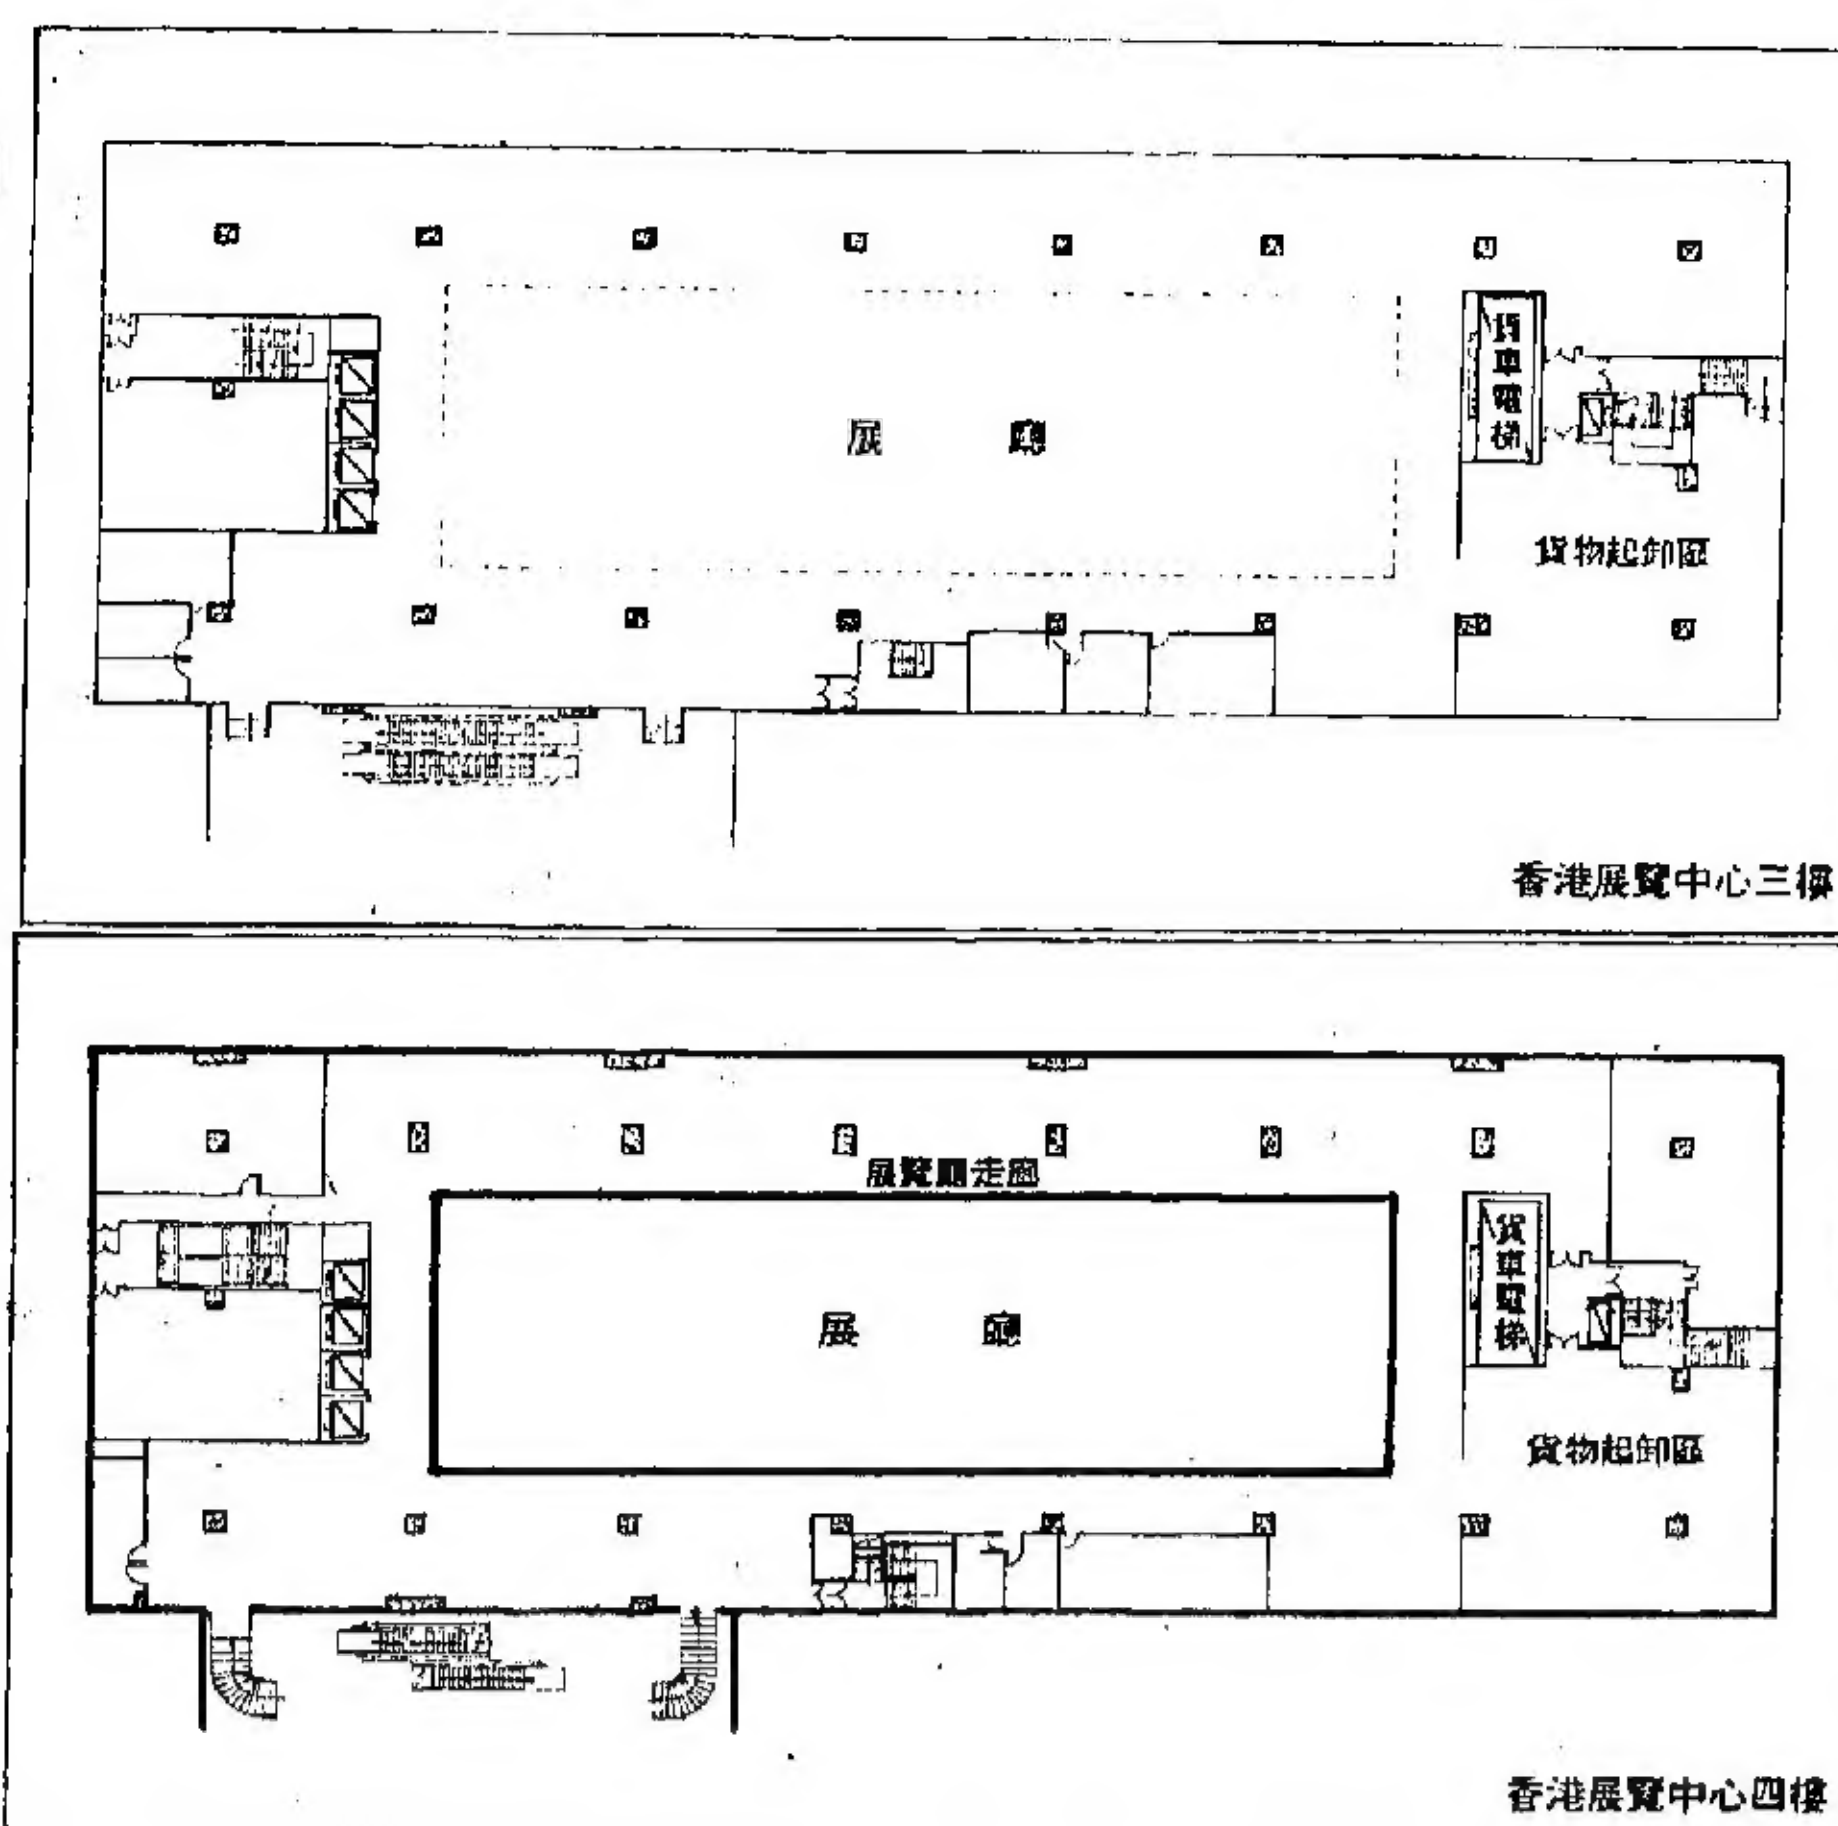 展廳
貨車電梯
貨物起卸區
香港展覽中心三樓
展覽廳走廊
展廳
貨車電梯
貨物起卸區
香港展覽中心四樓